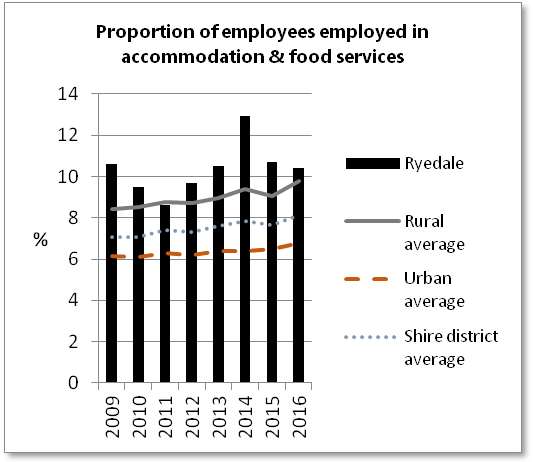 Proportion of employees employed in
accommodation & food services
14
12
10
8
6
4
2
0
%
2009
2010
2011
2012
2013
2014
2015
2016
Ryedale
Rural
average
Urban
average
Shire district
average